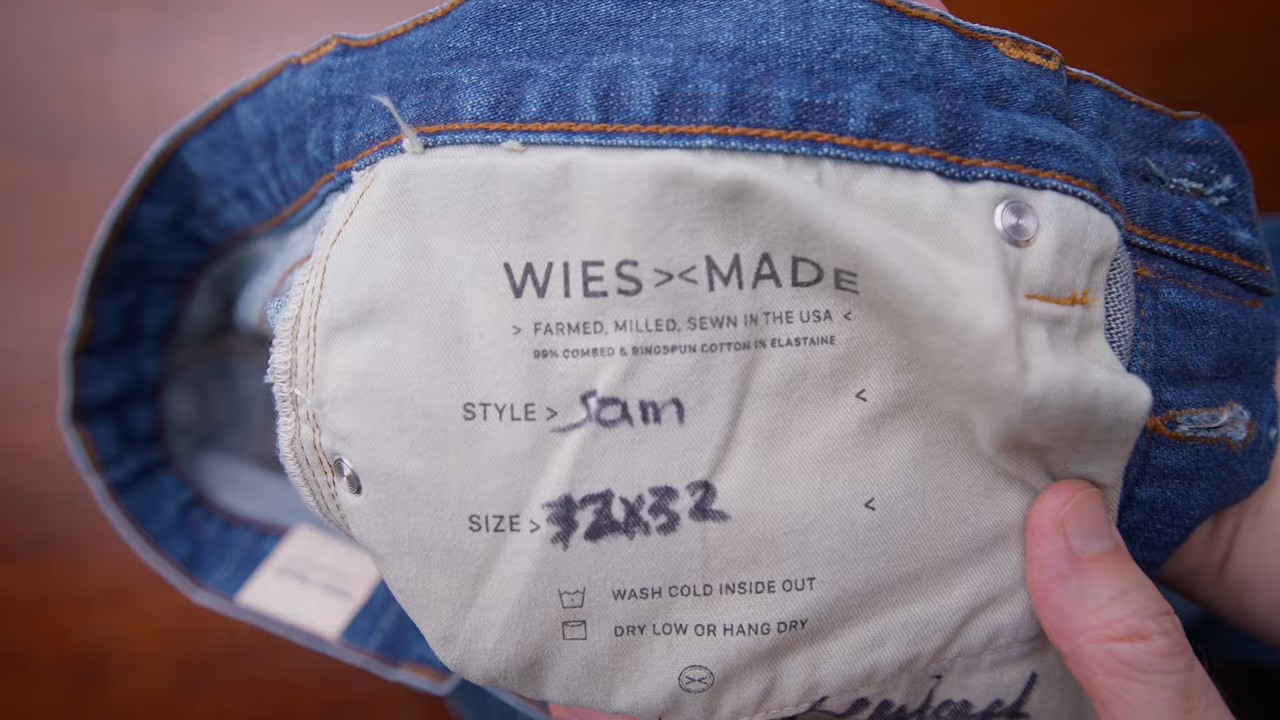 WIES><MADE
> FARMED, MILLED, SEWN IN THE USA <
99% COMBED & RINGSPUN COTTON 1% ELASTAINE
STYLE > Sam <
SIZE > 32X32 <
WASH COLD INSIDE OUT
DRY LOW OR HANG DRY